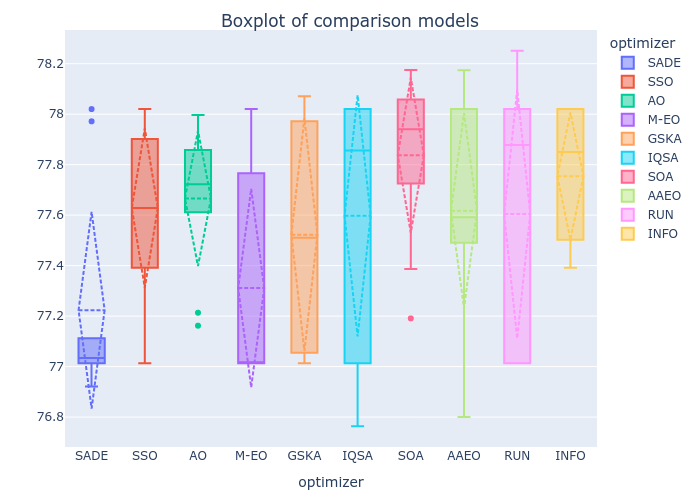 Boxplot of comparison models
optimizer
SADE
SSO
AO
M-EO
GSKA
IQSA
SOA
AAEO
RUN
INFO
78.2
78
77.8
77.6
77.4
77.2
77
76.8
SADE SSO AO M-EO GSKA IQSA SOA AAEO RUN INFO
optimizer